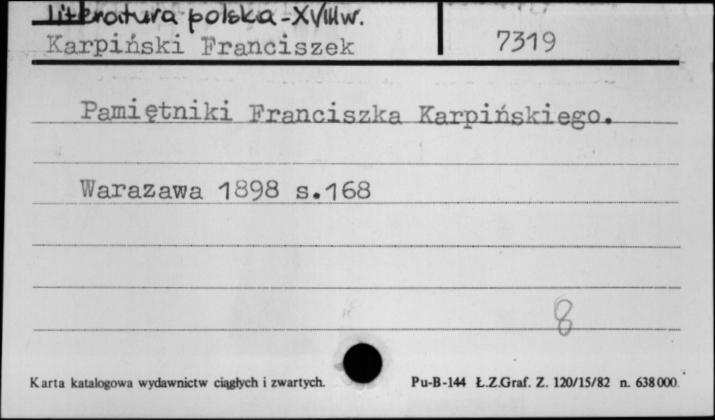 Literatura polska-XVIIIw.
Karpiński Franciszek
7319
Pamiętniki Franciszka Karpińskiego.
Warazawa 1898 s.168
8
Karta katalogowa wydawnictw ciągłych i zwartych.
Pu-B-144 Ł.Z.Graf. Z. 120/15/82 n. 638000.